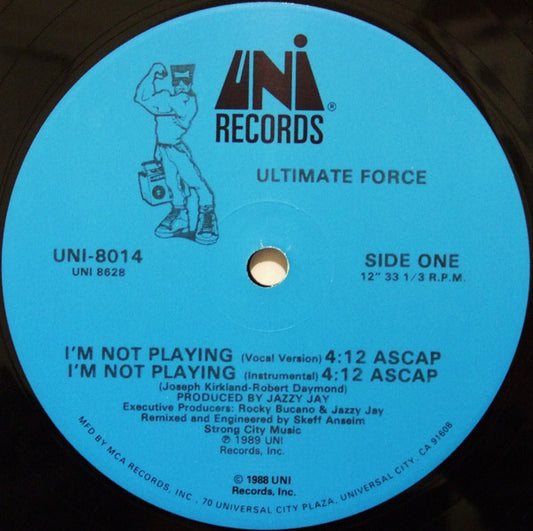 UNI®
RECORDS
ULTIMATE FORCE
UNI-8014
UNI 8628
SIDE ONE
12" 33 1/3 R.P.M.
I'M NOT PLAYING (Vocal Version) 4:12 ASCAP
I'M NOT PLAYING (Instrumental) 4:12 ASCAP
(Joseph Kirkland-Robert Daymond)
PRODUCED BY JAZZY JAY
Executive Producers: Rocky Bucano & Jazzy Jay
Remixed and Engineered by Skeff Anseim
Strong City Music
℗ 1989 UNI
Records, Inc.
© 1988 UNI
Records, Inc.
MFD BY MCA RECORDS, INC. 70 UNIVERSAL CITY PLAZA, UNIVERSAL CITY, CA 91608